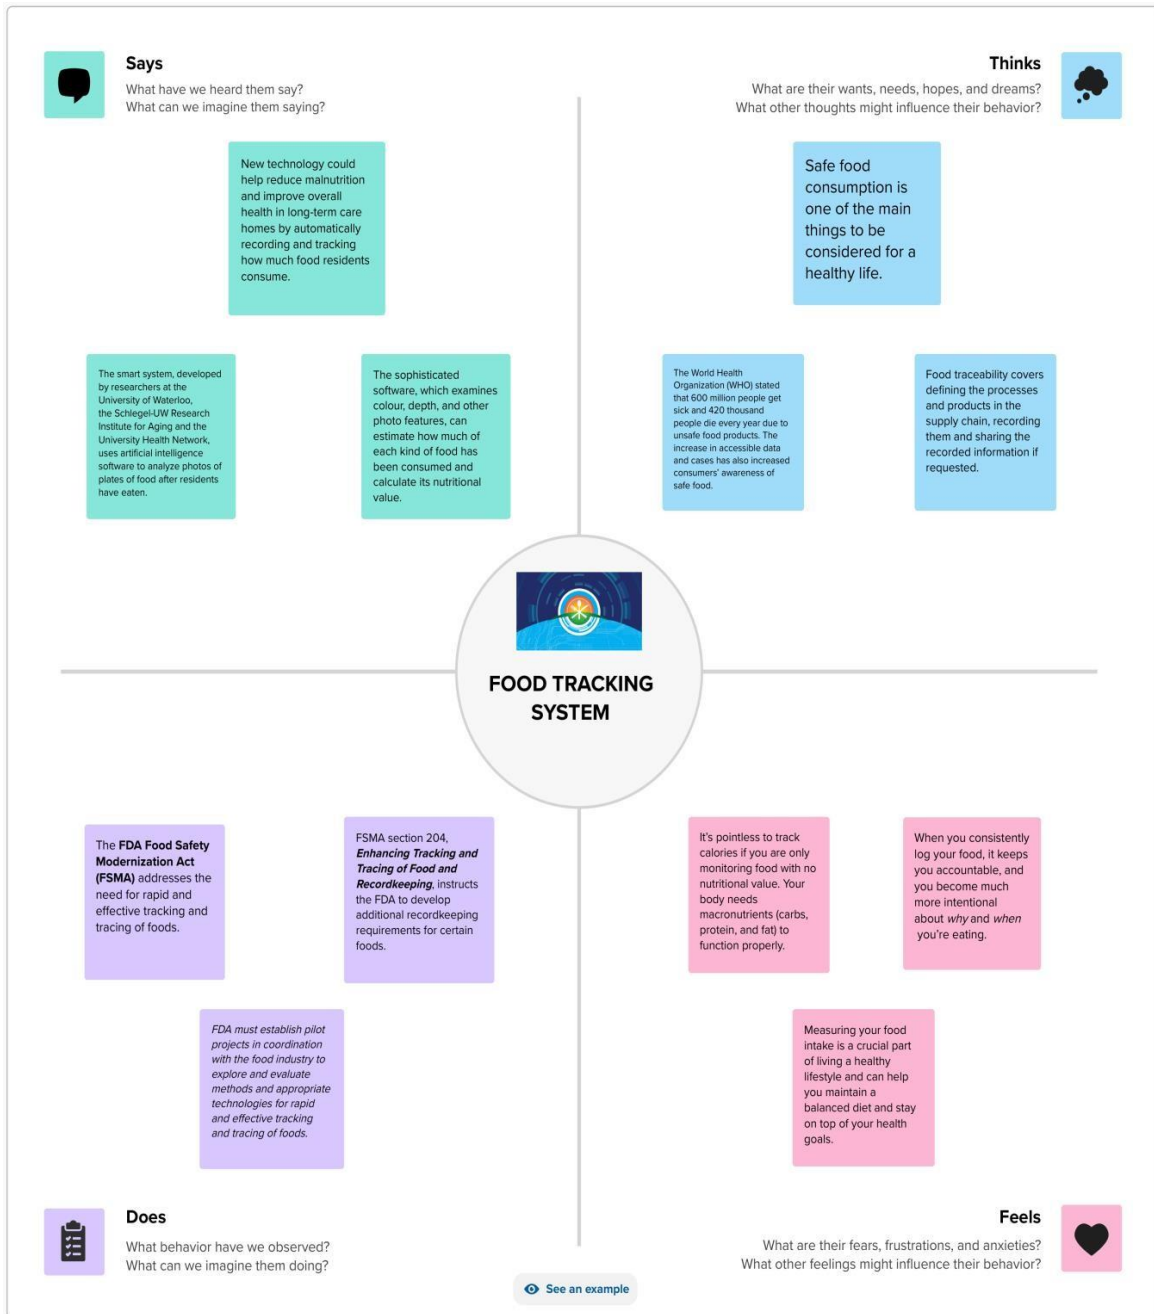 Says
What have we heard them say?
What can we imagine them saying?
New technology could
help reduce malnutrition
and improve overall
health in long-term care
homes by automatically
recording and tracking
how much food residents
consume.
The smart system, developed
by researchers at the
University of Waterloo,
the Schlegel-UW Research
Institute for Aging and the
University Health Network,
uses artificial intelligence
software to analyze photos of
plates of food after residents
have eaten.
The sophisticated
software, which examines
colour, depth, and other
photo features, can
estimate how much of
each kind of food has
been consumed and
calculate its nutritional
value.
Thinks
What are their wants, needs, hopes, and dreams?
What other thoughts might influence their behavior?
Safe food
consumption is
one of the main
things to be
considered for a
healthy life.
The World Health
Organization (WHO) stated
that 600 million people get
sick and 420 thousand
people die every year due to
unsafe food products. The
increase in accessible data
and cases has also increased
consumers' awareness of
safe food.
Food traceability covers
defining the processes
and products in the
supply chain, recording
them and sharing the
recorded information if
requested.
FOOD TRACKING
SYSTEM
The FDA Food Safety
Modernization Act
(FSMA) addresses the
need for rapid and
effective tracking and
tracing of foods.
FSMA section 204,
Enhancing Tracking and
Tracing of Food and
Recordkeeping, instructs
the FDA to develop
additional recordkeeping
requirements for certain
foods.
FDA must establish pilot
projects in coordination
with the food industry to
explore and evaluate
methods and appropriate
technologies for rapid
and effective tracking
and tracing of foods.
Does
What behavior have we observed?
What can we imagine them doing?
It's pointless to track
calories if you are only
monitoring food with no
nutritional value. Your
body needs
macronutrients (carbs,
protein, and fat) to
function properly.
When you consistently
log your food, it keeps
you accountable, and
you become much
more intentional
about why and when
you're eating.
Measuring your food
intake is a crucial part
of living a healthy
lifestyle and can help
you maintain a
balanced diet and stay
on top of your health
goals.
Feels
What are their fears, frustrations, and anxieties?
What other feelings might influence their behavior?
See an example